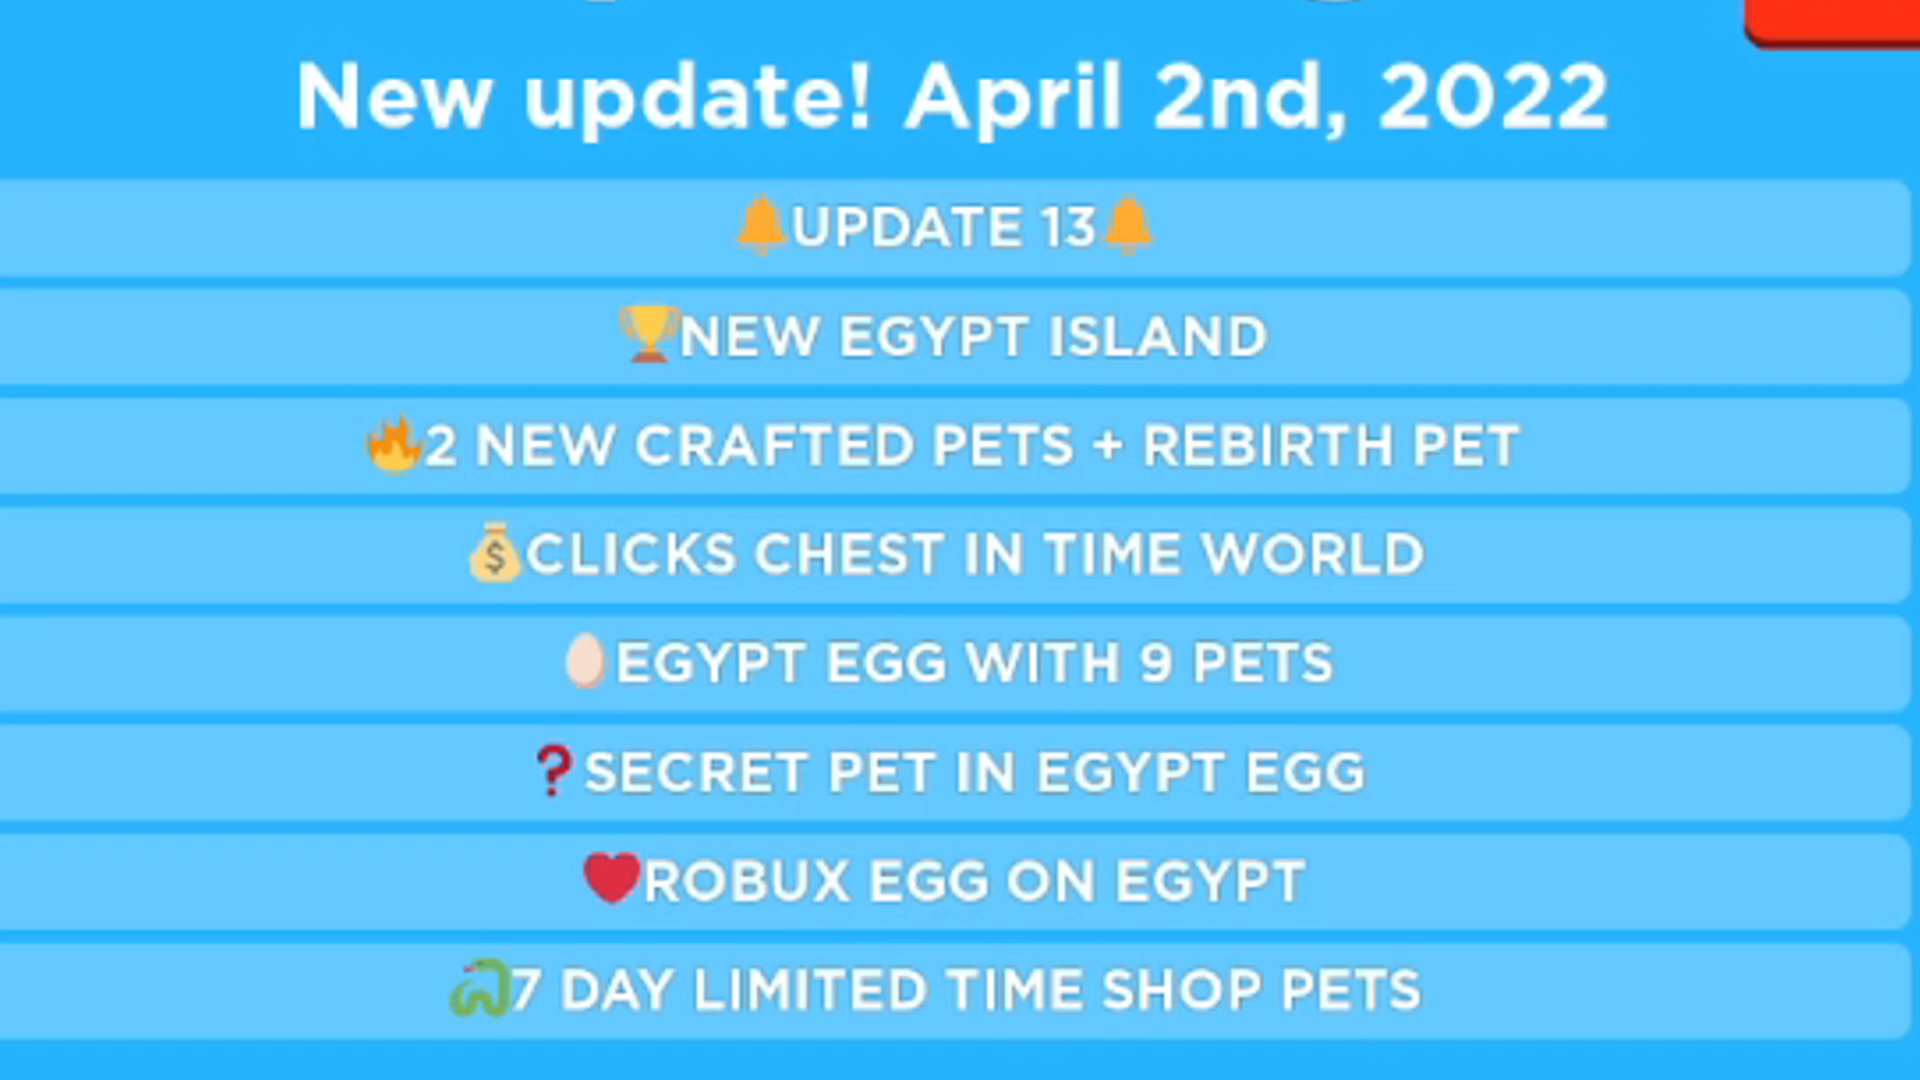 New update! April 2nd, 2022
🔔UPDATE 13🔔
🏆NEW EGYPT ISLAND
🔥2 NEW CRAFTED PETS + REBIRTH PET
💰CLICKS CHEST IN TIME WORLD
🥚EGYPT EGG WITH 9 PETS
❓SECRET PET IN EGYPT EGG
❤️ROBUX EGG ON EGYPT
🐍7 DAY LIMITED TIME SHOP PETS